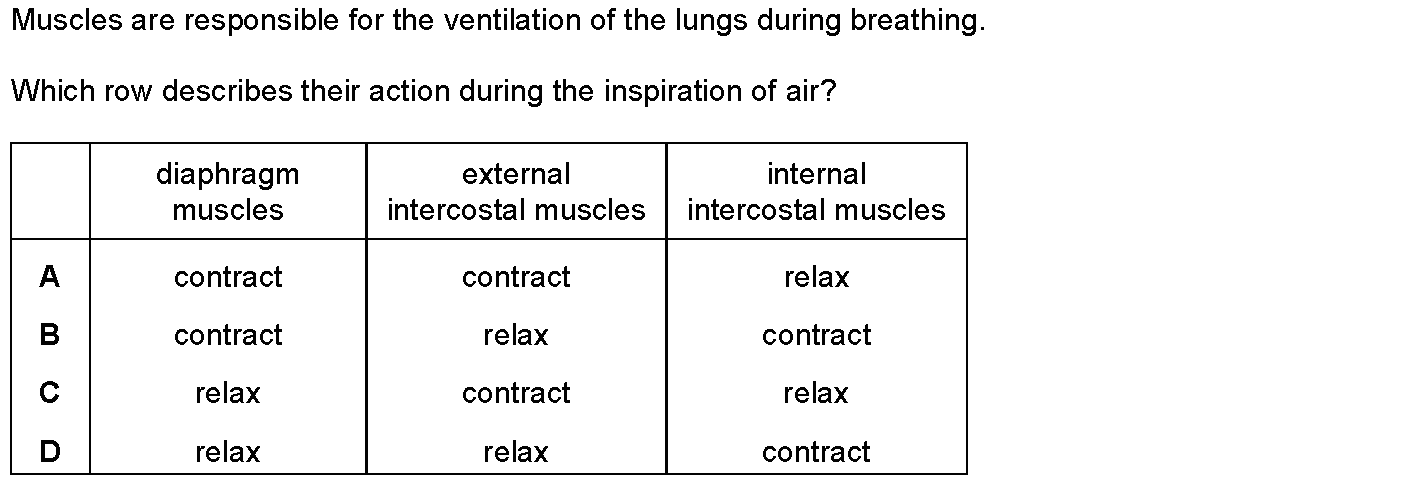 Muscles are responsible for the ventilation of the lungs during breathing.
Which row describes their action during the inspiration of air?
diaphragm muscles external intercostal muscles internal intercostal muscles
A contract contract relax
B contract relax contract
C relax contract relax
D relax relax contract